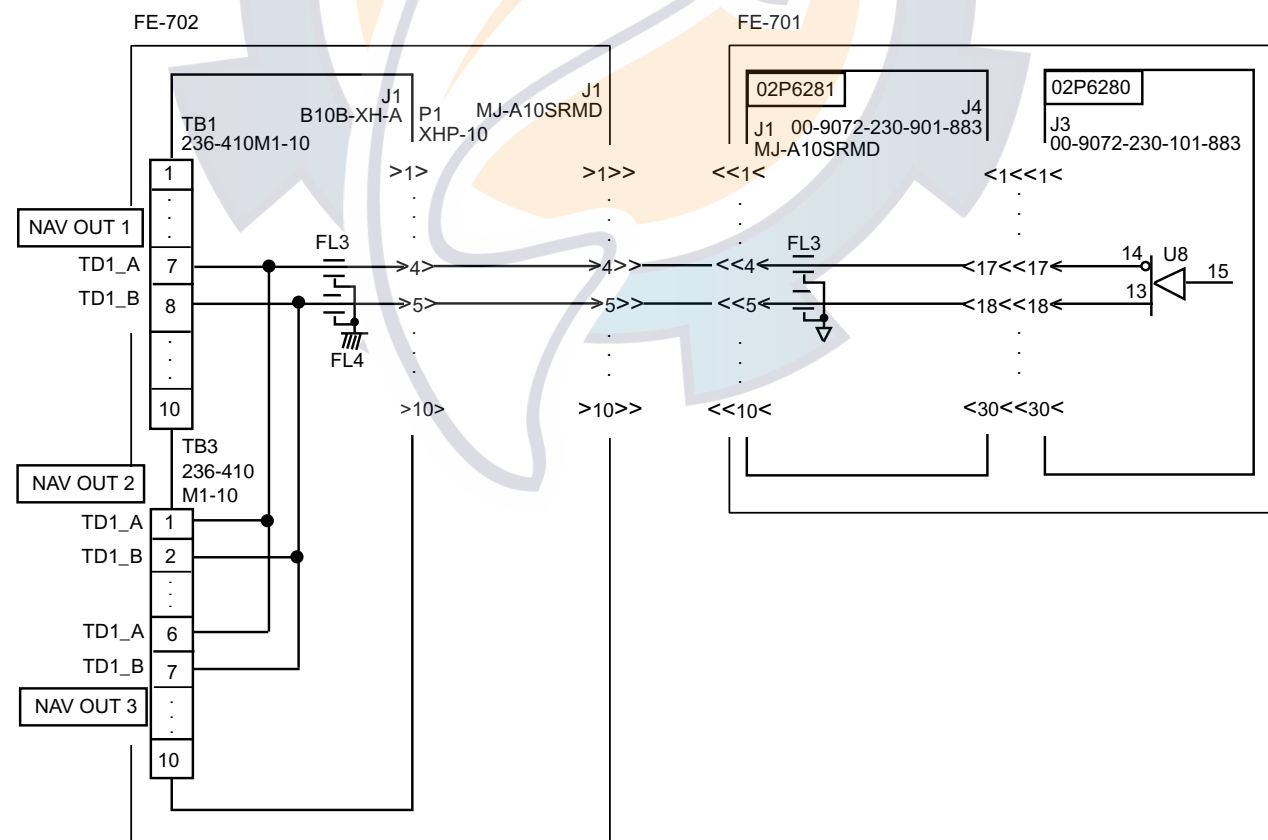 FE-702
FE-701
J1
B10B-XH-A
P1
XHP-10
J1
MJ-A10SRMD
02P6281
J4
00-9072-230-901-883
J1
MJ-A10SRMD
02P6280
J3
00-9072-230-101-883
TB1
236-410M1-10
1
>1>
>1>>
<<1<
<1<<1<
NAV OUT 1
FL3
FL3
TD1_A
7
>4>
>4>>
<<4<
<17<<17<
14
U8
15
TD1_B
8
>5>
>5>>
<<5<
<18<<18<
13
FL4
10
>10>
>10>>
<<10<
<30<<30<
TB3
236-410
M1-10
NAV OUT 2
TD1_A
1
TD1_B
2
TD1_A
6
TD1_B
7
NAV OUT 3
10